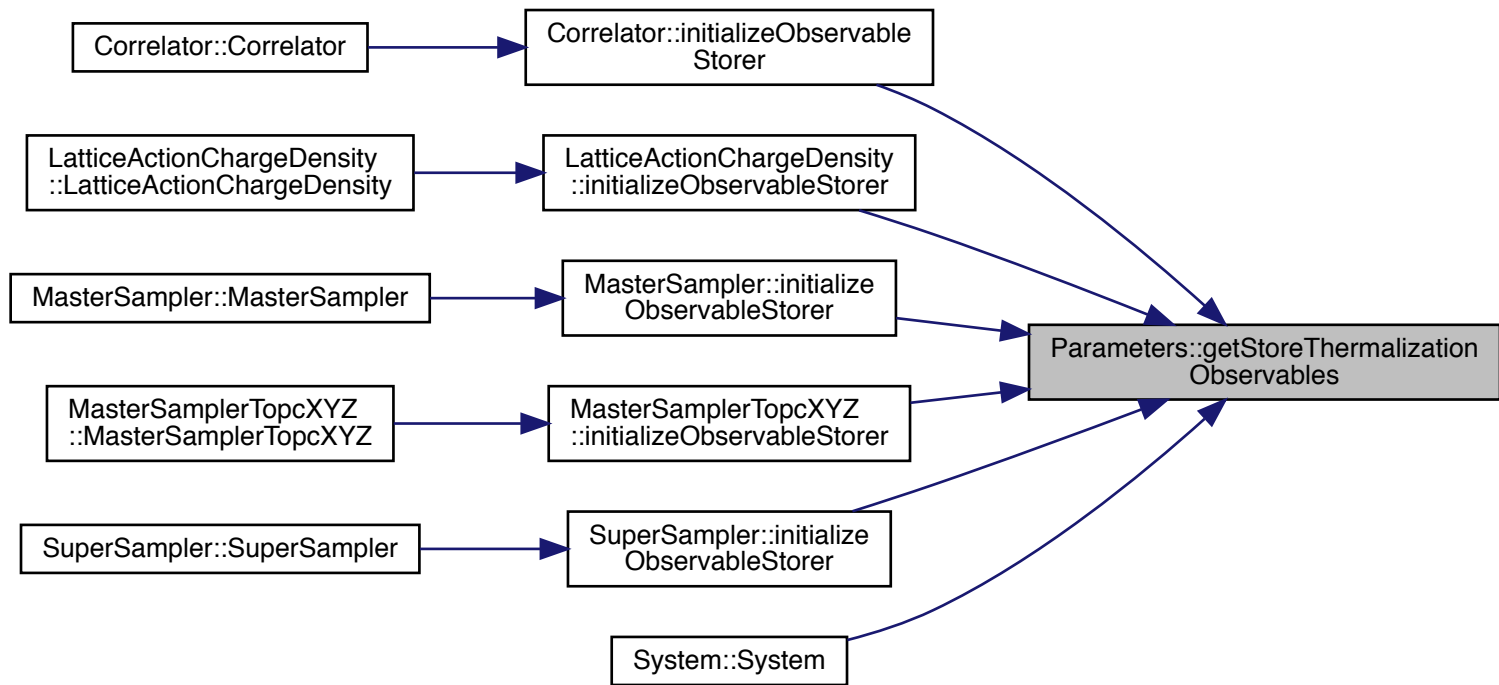 Correlator::Correlator
Correlator::initializeObservable
Storer
LatticeActionChargeDensity
::LatticeActionChargeDensity
LatticeActionChargeDensity
::initializeObservableStorer
MasterSampler::MasterSampler
MasterSampler::initialize
ObservableStorer
Parameters::getStoreThermalization
Observables
MasterSamplerTopcXYZ
::MasterSamplerTopcXYZ
MasterSamplerTopcXYZ
::initializeObservableStorer
SuperSampler::SuperSampler
SuperSampler::initialize
ObservableStorer
System::System